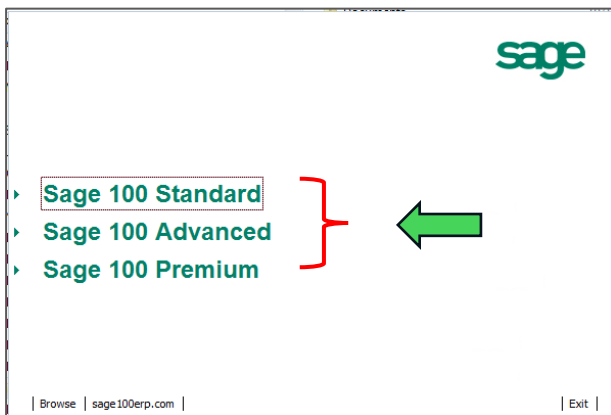 sage
Sage 100 Standard
Sage 100 Advanced
Sage 100 Premium
Browse | sage100erp.com | Exit